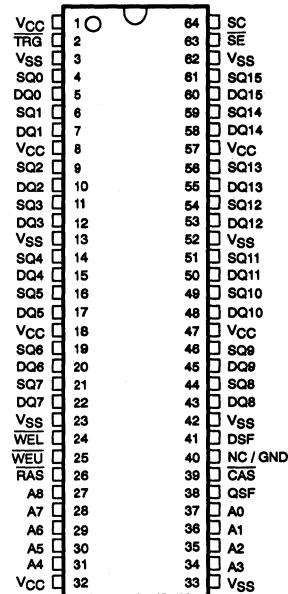 VCC 1 64 SC
TRG 2 63 SE
VSS 3 62 VSS
SQ0 4 61 SQ15
DQ0 5 60 DQ15
SQ1 6 59 SQ14
DQ1 7 58 DQ14
VCC 8 57 VCC
SQ2 9 56 SQ13
DQ2 10 55 DQ13
SQ3 11 54 SQ12
DQ3 12 53 DQ12
VSS 13 52 VSS
SQ4 14 51 SQ11
DQ4 15 50 DQ11
SQ5 16 49 SQ10
DQ5 17 48 DQ10
VCC 18 47 VCC
SQ6 19 46 SQ9
DQ6 20 45 DQ9
SQ7 21 44 SQ8
DQ7 22 43 DQ8
VSS 23 42 VSS
WEL 24 41 DSF
WEU 25 40 NC / GND
RAS 26 39 CAS
A8 27 38 QSF
A7 28 37 A0
A6 29 36 A1
A5 30 35 A2
A4 31 34 A3
VCC 32 33 VSS